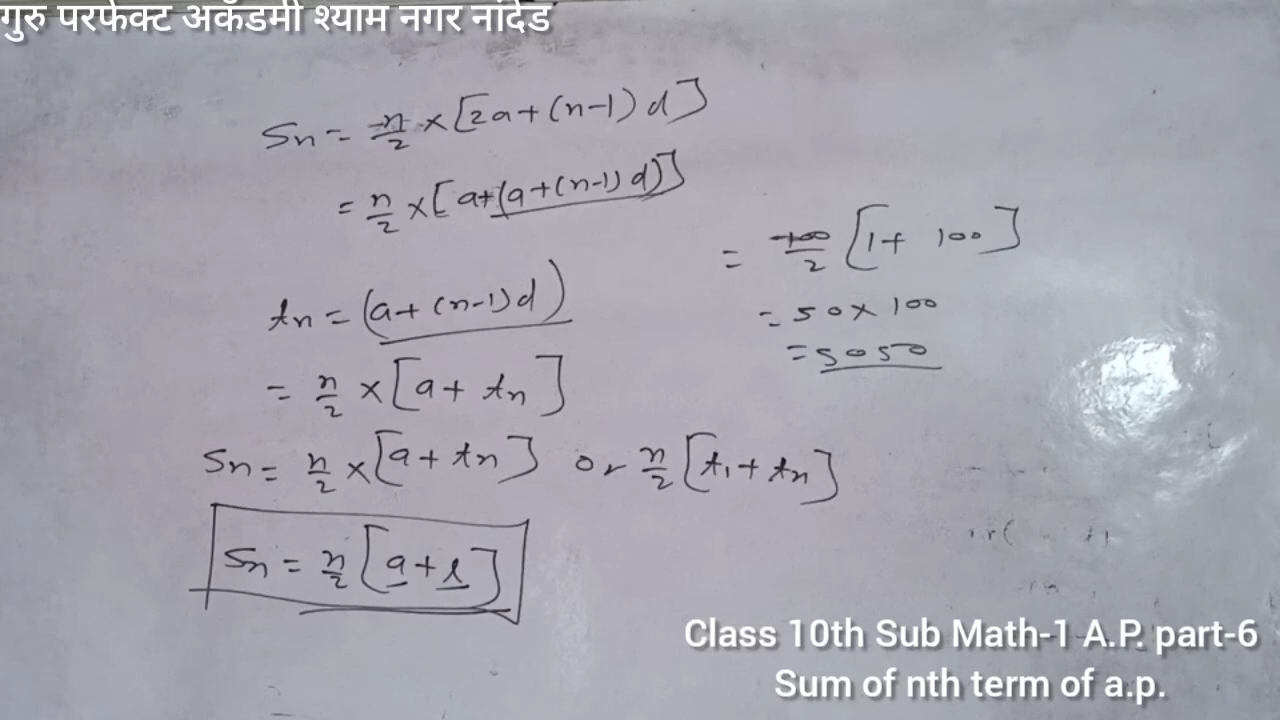 गुरु परफेक्ट अकॅडमी श्याम नगर नांदेड
Sn = n/2 × [2a + (n-1) d]
= n/2 × [a+(a+(n-1) d)]
tn = (a+ (n-1) d)
= n/2 × [a + tn]
Sn = n/2 × [a + tn] or n/2 [t1 + tn]
Sn = n/2 [a + l]
= 100/2 [1+ 100]
= 50 × 100
= 5050
Class 10th Sub Math-1 A.P. part-6
Sum of nth term of a.p.